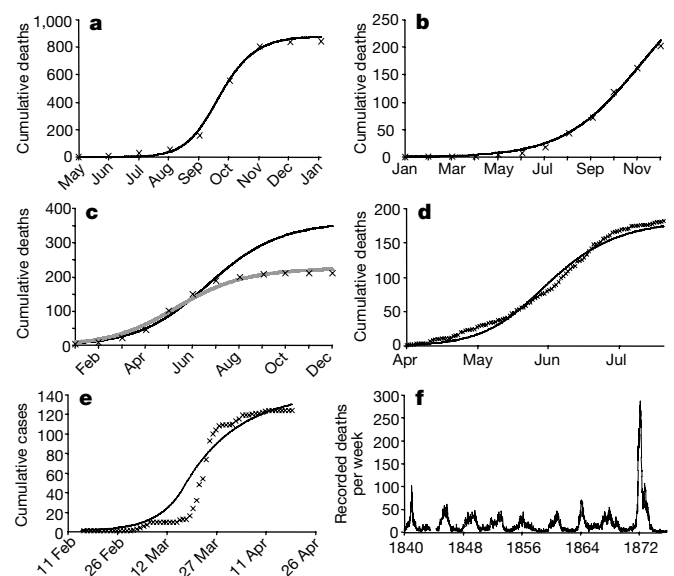 a
Cumulative deaths
1,000
800
600
400
200
0
May Jun Jul Aug Sep Oct Nov Dec Jan
b
Cumulative deaths
250
200
150
100
50
0
Jan Mar May Jul Sep Nov
c
Cumulative deaths
400
300
200
100
0
Feb Apr Jun Aug Oct Dec
d
Cumulative deaths
200
150
100
50
0
Apr May Jun Jul
e
Cumulative cases
140
120
100
80
60
40
20
0
11 Feb 26 Feb 12 Mar 27 Mar 11 Apr 26 Apr
f
Recorded deaths
per week
300
250
200
150
100
50
0
1840 1848 1856 1864 1872